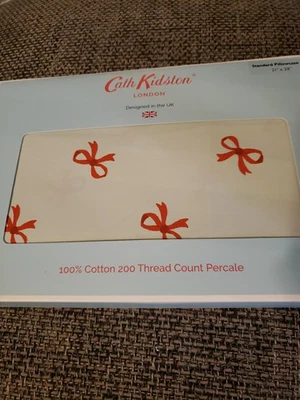 Standard Pillowcase
Cath Kidston
LONDON
Designed in the UK
100% Cotton 200 Thread Count Percale